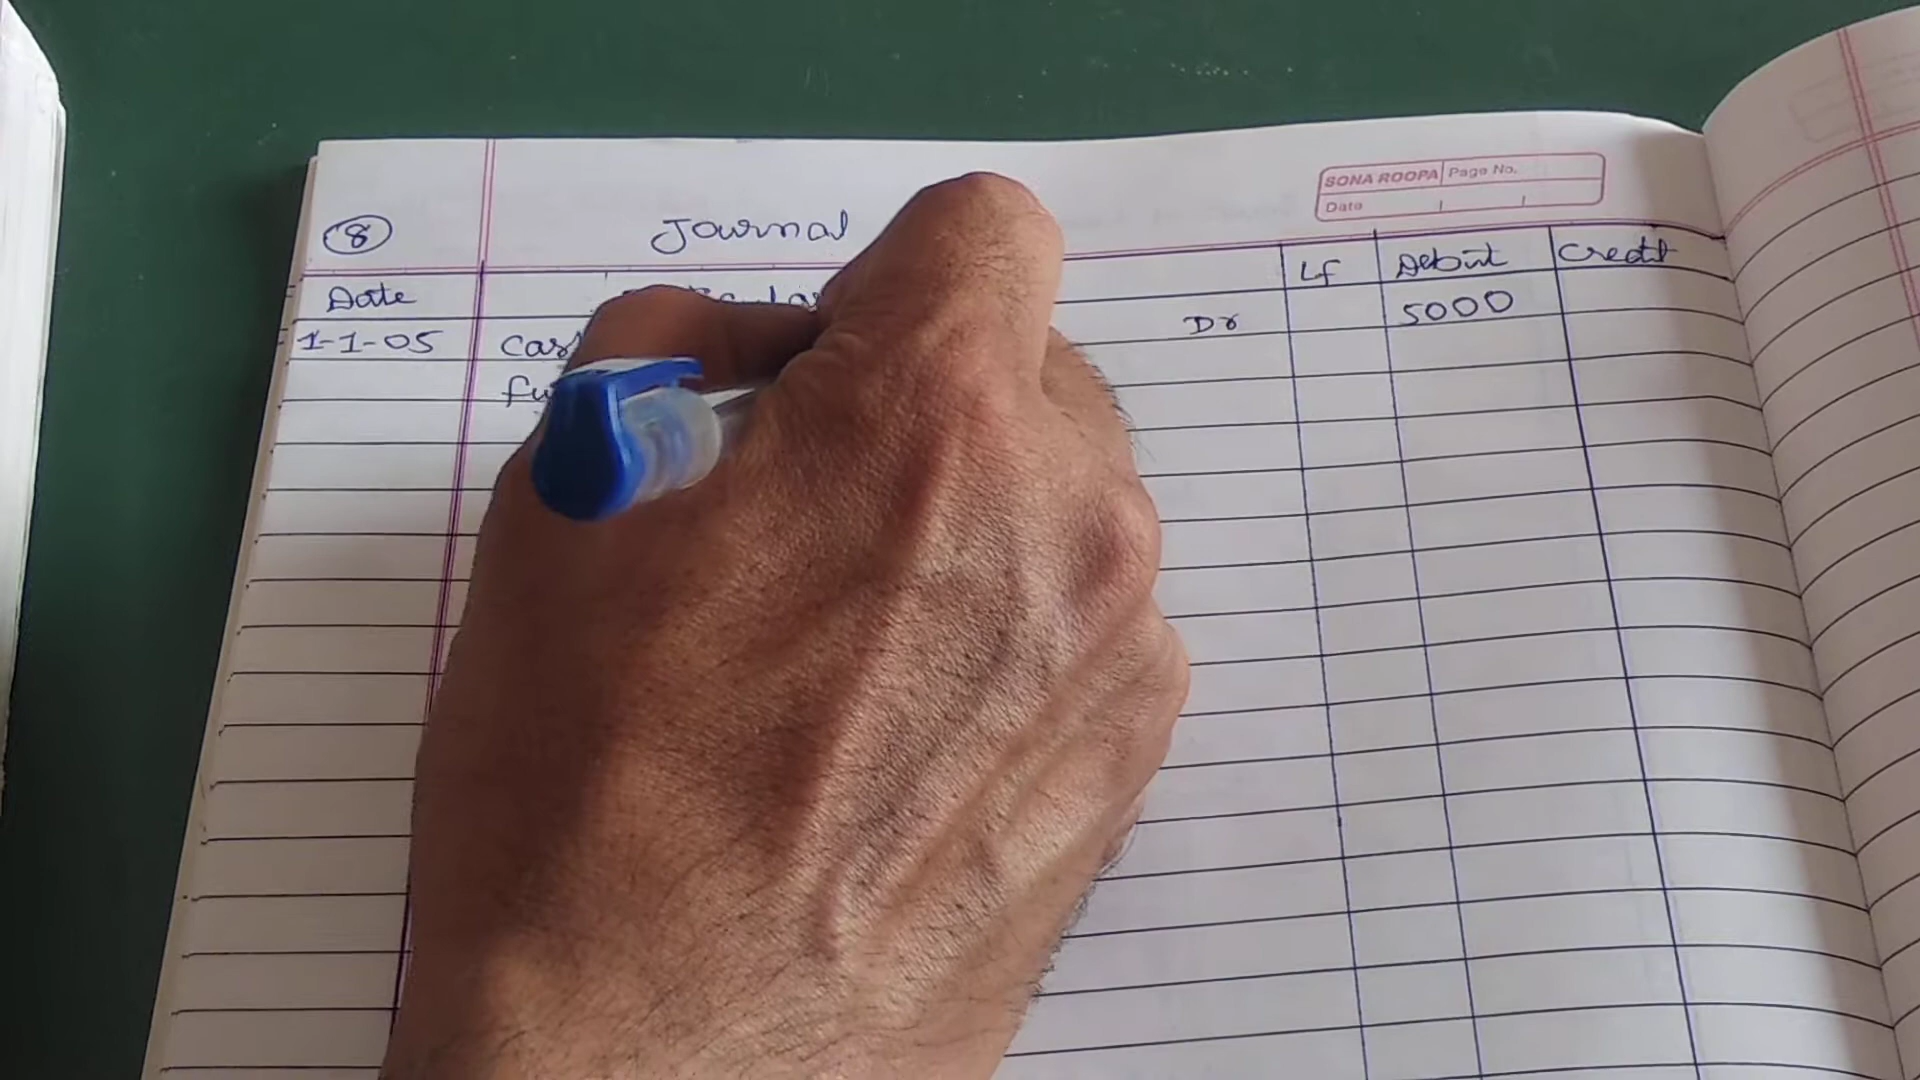 SONA ROOPA Page No.
Date
8 Journal
Date Lf Debit Credit
1-1-05 Dr 5000